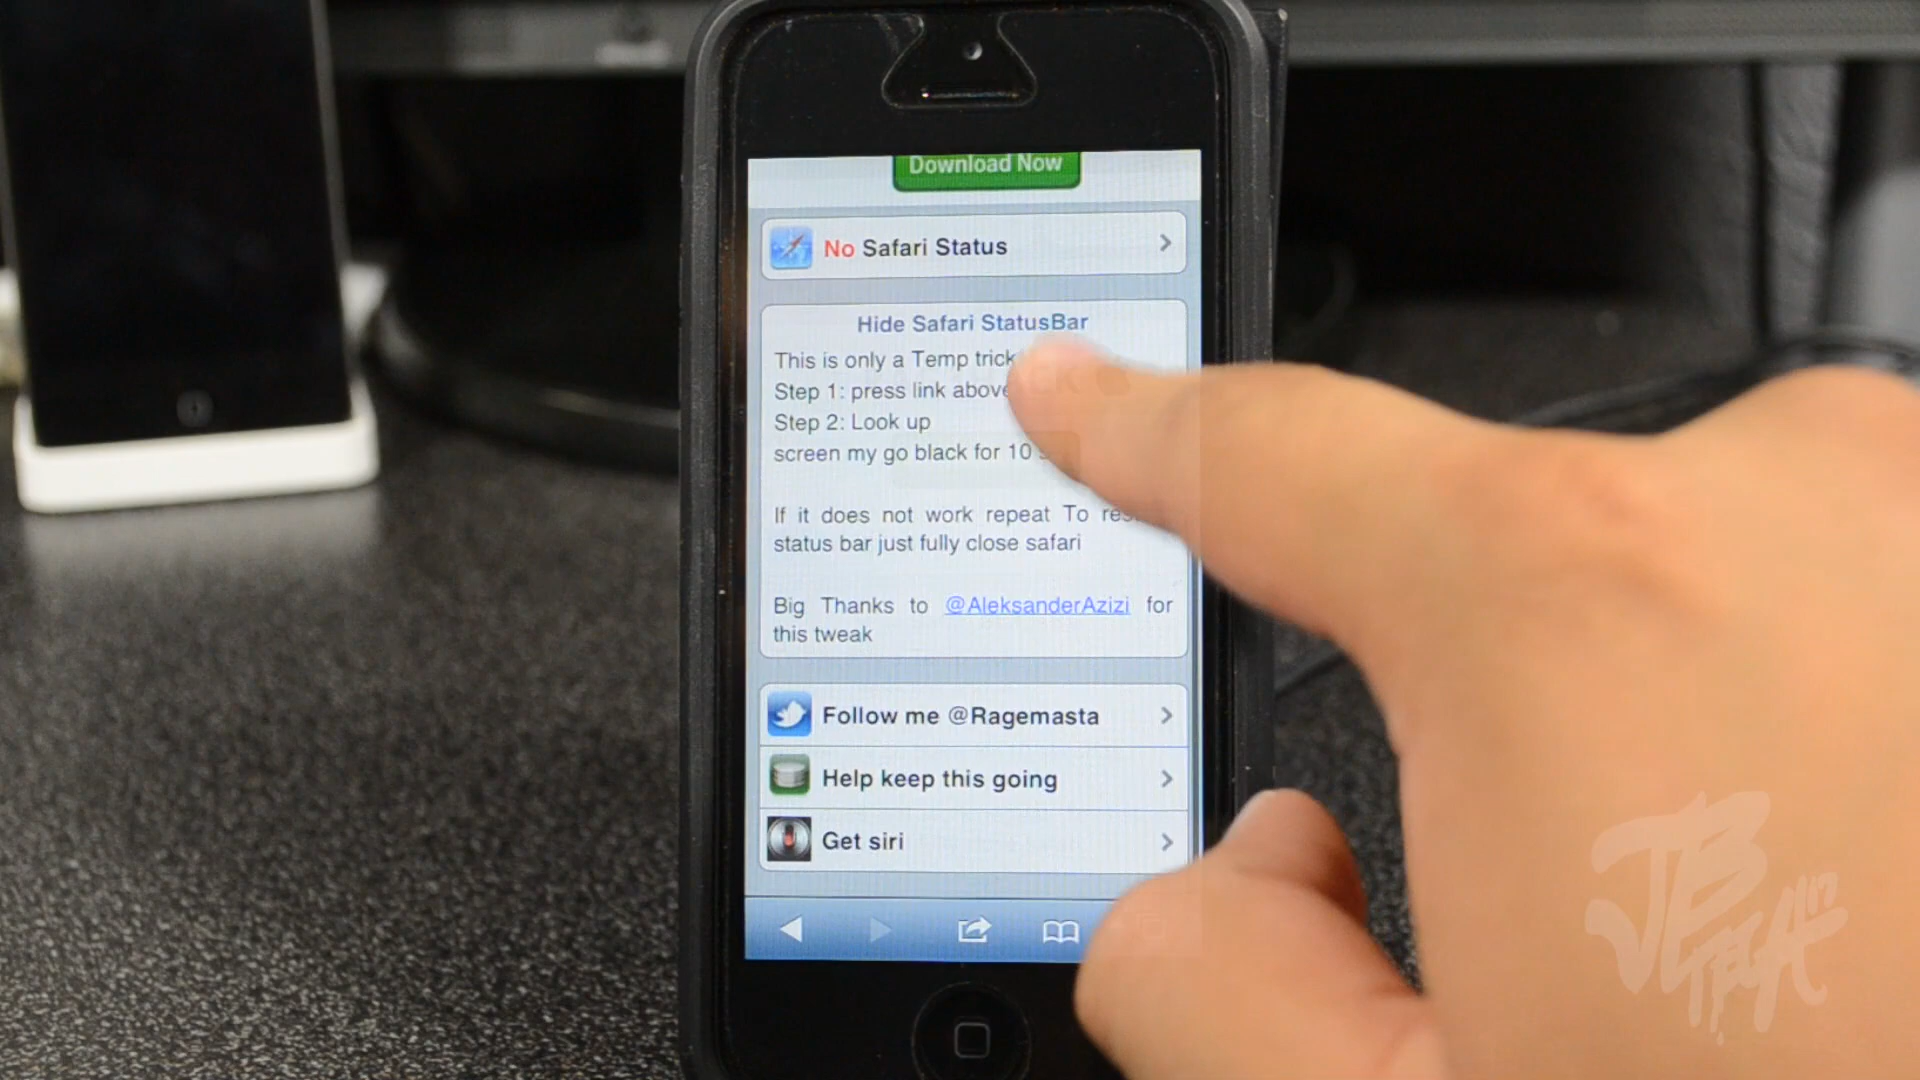 Download Now
No Safari Status
Hide Safari StatusBar
This is only a Temp trick
Step 1: press link above
Step 2: Look up
screen my go black for 10
If it does not work repeat To
status bar just fully close safari
Big Thanks to @AleksanderAzizi for
this tweak
Follow me @Ragemasta
Help keep this going
Get siri